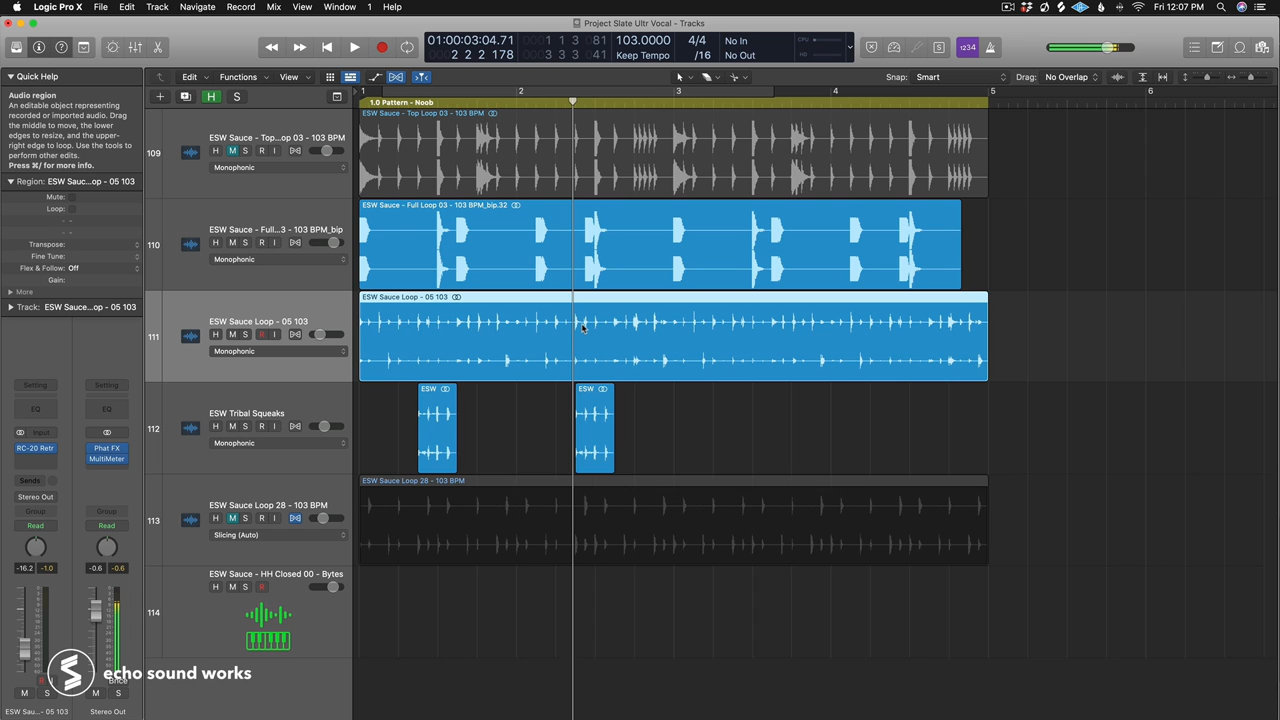 Logic Pro X File Edit Track Navigate Record Mix View Window 1 Help
Fri 12:07 PM
Project Slate Ultr Vocal - Tracks
01:00:03:04.71
2 2 2 178
1 1 3 081
3 3 3 041
103.0000
Keep Tempo
4/4
/16
No In
No Out
CPU
HD
1234
Quick Help
Edit Functions View
Snap: Smart
Drag: No Overlap
Audio region
An editable object representing
recorded or imported audio. Drag
the middle to move, the lower
edges to resize, and the upper-
right edge to loop. Use the tools
to perform other edits.
Press ⌘/ for more info.
H S
1 2 3 4 5 6
1.0 Pattern - Noob
Region: ESW Sauc...op - 05 103
Mute:
Loop:
Transpose:
Fine Tune:
Flex & Follow: Off
Gain:
More
Track: ESW Sauce...op - 05 103
109
ESW Sauce - Top...op 03 - 103 BPM
H M S R I
Monophonic
ESW Sauce - Top Loop 03 - 103 BPM
110
ESW Sauce - Full...3 - 103 BPM_bip
H M S R I
Monophonic
ESW Sauce - Full Loop 03 - 103 BPM_bip.32
111
ESW Sauce Loop - 05 103
H M S R I
Monophonic
ESW Sauce Loop - 05 103
112
ESW Tribal Squeaks
H M S R I
Monophonic
ESW
ESW
113
ESW Sauce Loop 28 - 103 BPM
H M S R I
Slicing (Auto)
ESW Sauce Loop 28 - 103 BPM
114
ESW Sauce - HH Closed 00 - Bytes
H M S R
Setting Setting
EQ EQ
Input
RC-20 Retr Phat FX
MultiMeter
Sends
Stereo Out
Group Group
Read Read
-16.2 -1.0 -0.6 -0.6
echo sound works
Bnce
M S M S
ESW Sau... - 05 103 Stereo Out